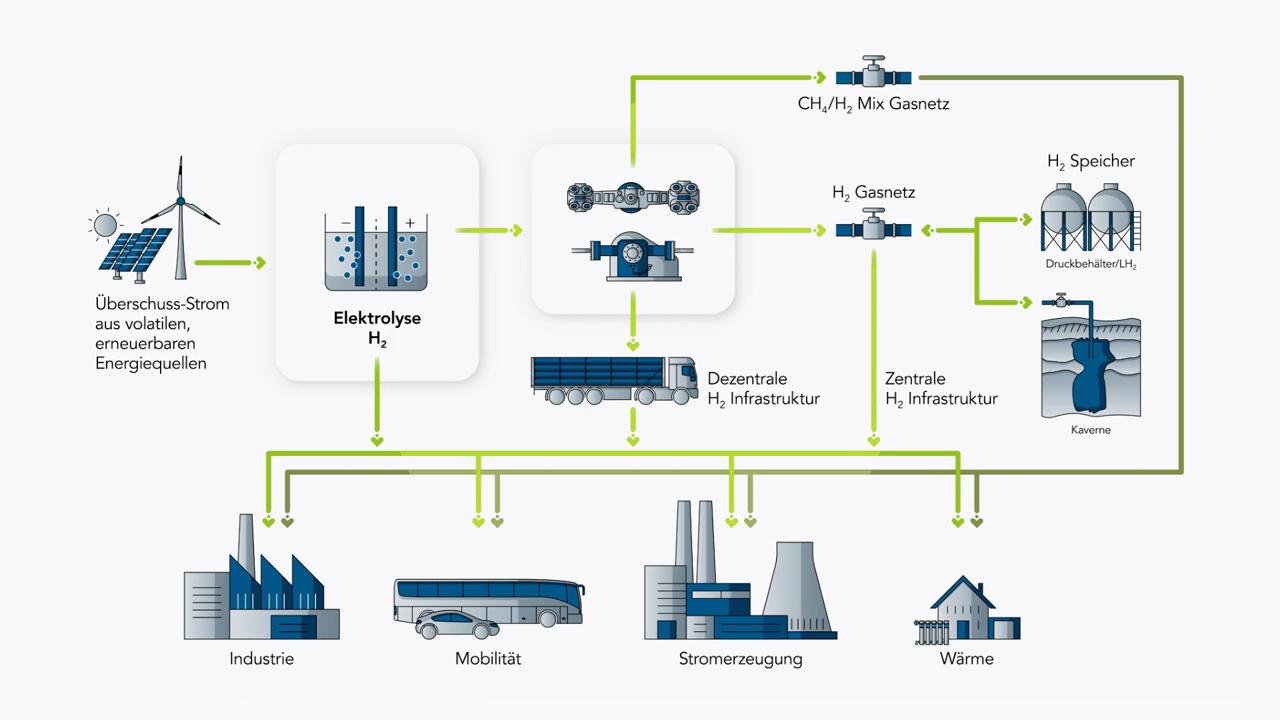 CH₄/H₂ Mix Gasnetz
H₂ Speicher
H₂ Gasnetz
− +
Druckbehälter/LH₂
Überschuss-Strom
aus volatilen,
erneuerbaren
Energiequellen
Elektrolyse
H₂
Dezentrale
H₂ Infrastruktur
Zentrale
H₂ Infrastruktur
Kaverne
Industrie
Mobilität
Stromerzeugung
Wärme